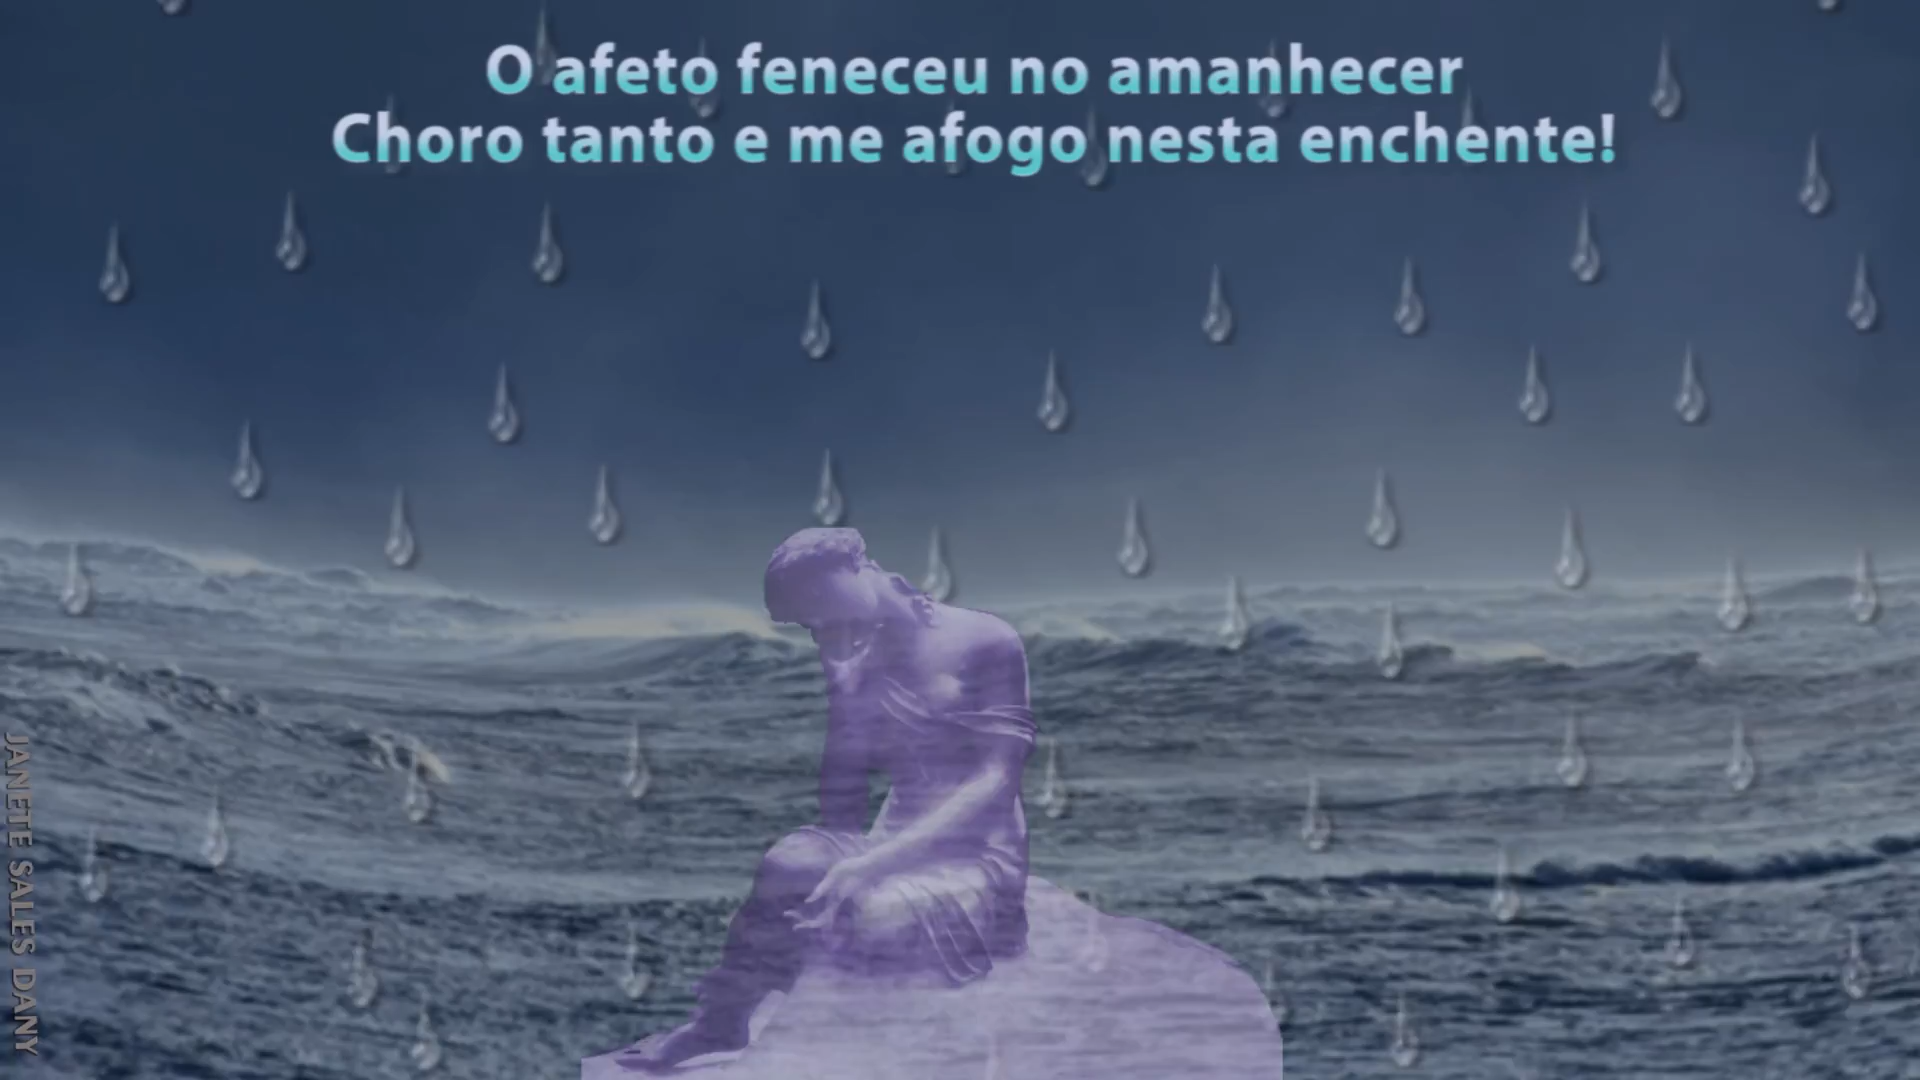 O afeto feneceu no amanhecer
Choro tanto e me afogo nesta enchente!
JANETE SALES DANY